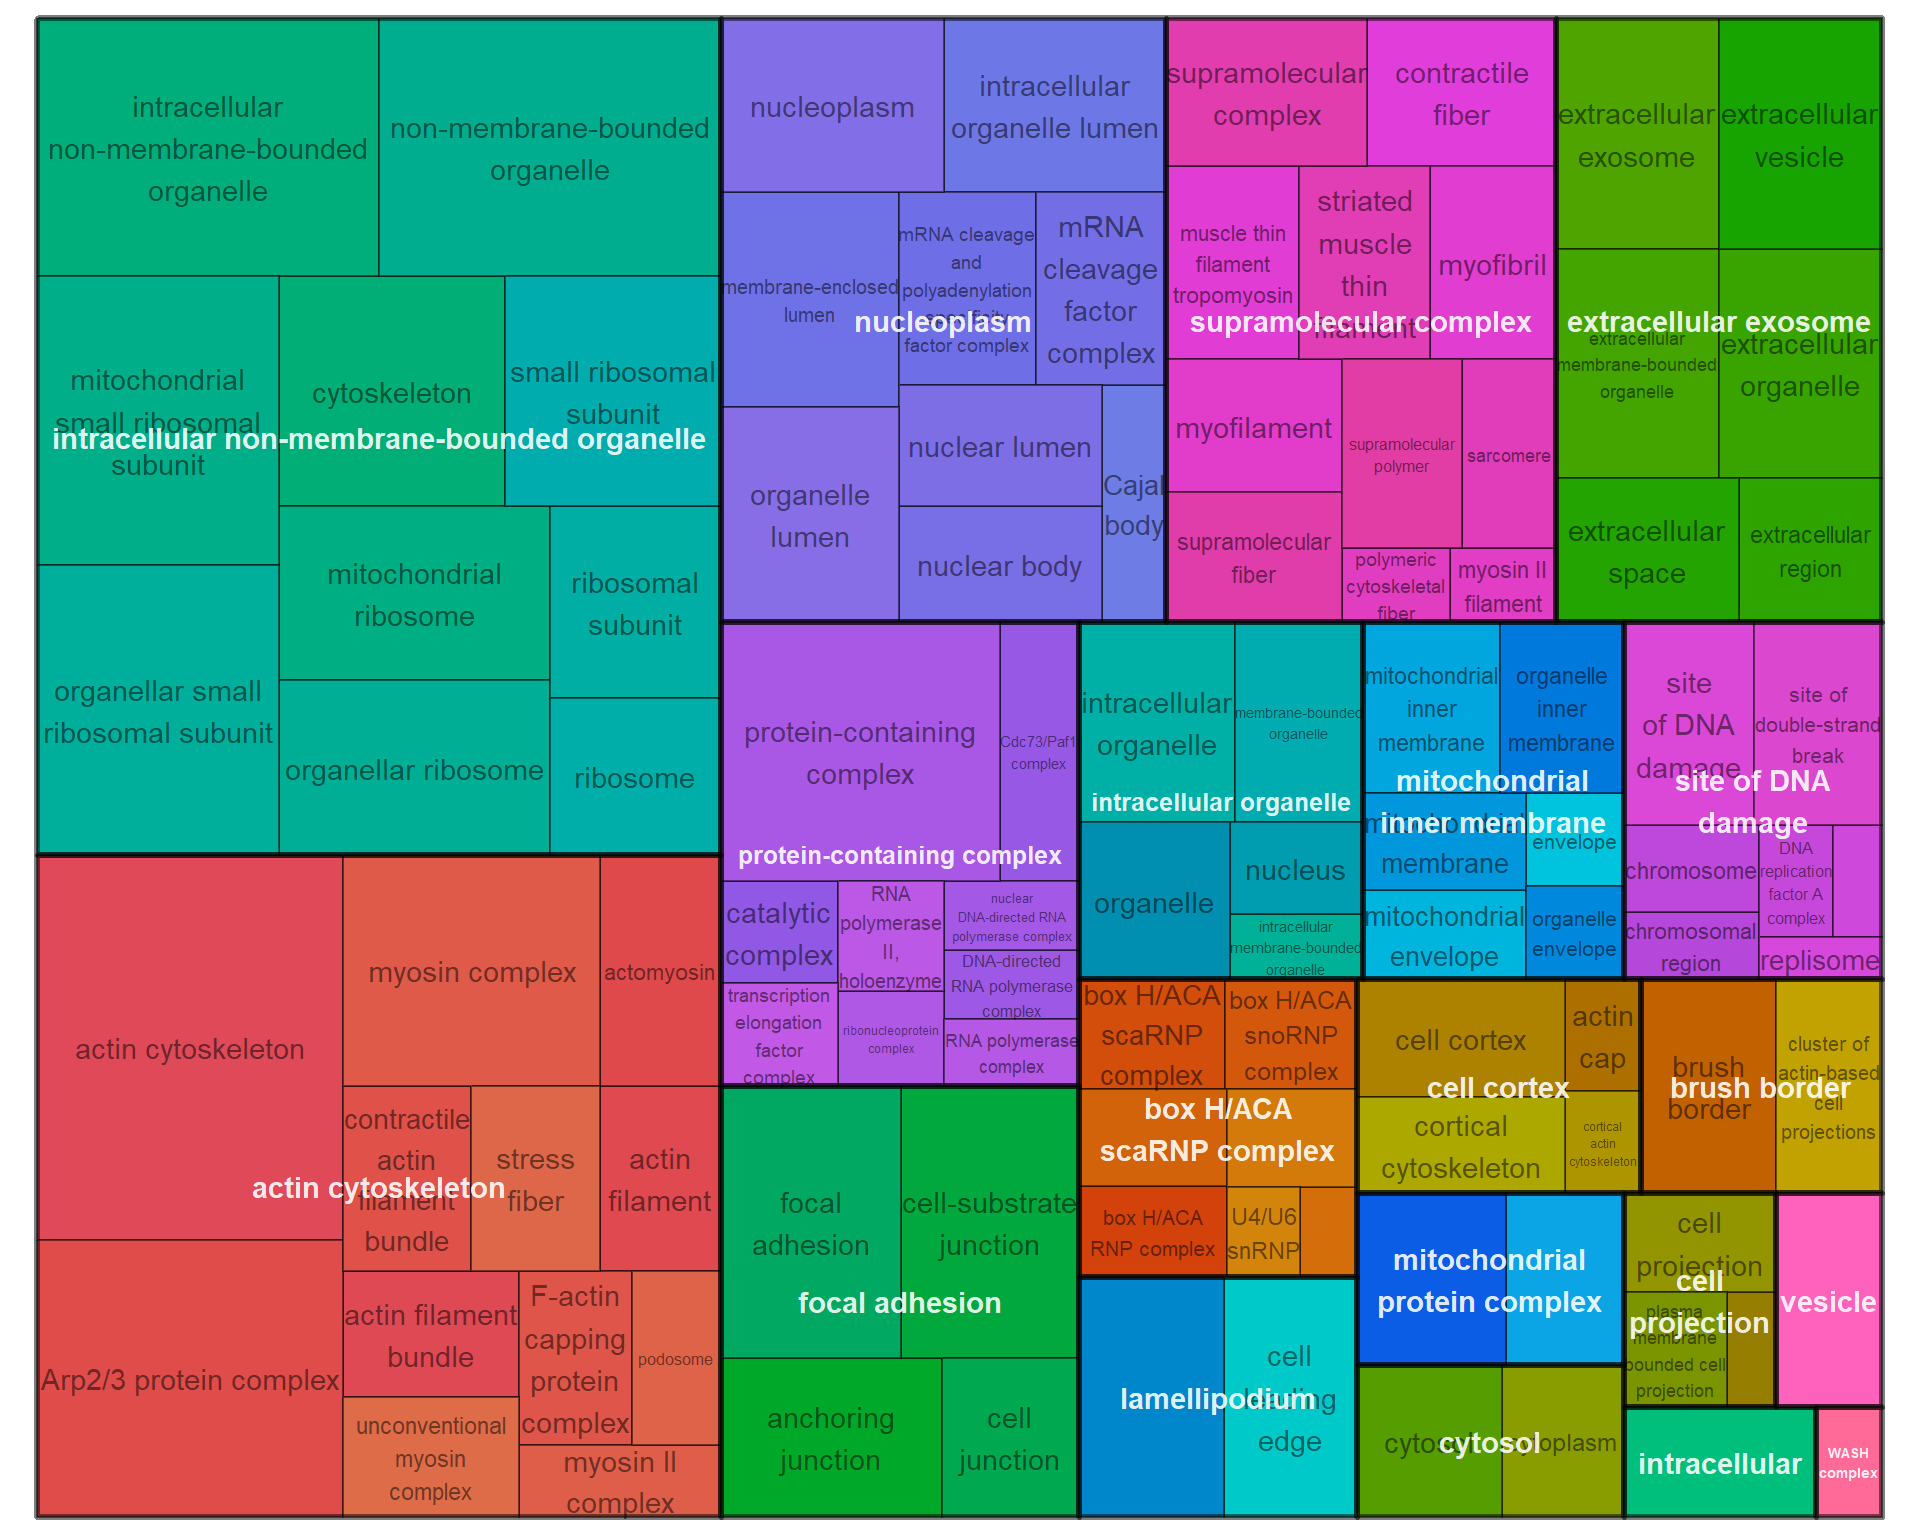 intracellular
non-membrane-bounded
organelle
non-membrane-bounded
organelle
mitochondrial
small ribosomal
subunit
cytoskeleton
small ribosomal
subunit
intracellular non-membrane-bounded organelle
organellar small
ribosomal subunit
mitochondrial
ribosome
ribosomal
subunit
organellar ribosome
ribosome
actin cytoskeleton
myosin complex
actomyosin
contractile
actin
filament
bundle
stress
fiber
actin
filament
actin cytoskeleton
Arp2/3 protein complex
actin filament
bundle
F-actin
capping
protein
complex
podosome
unconventional
myosin
complex
myosin II
complex
nucleoplasm
intracellular
organelle lumen
membrane-enclosed
lumen
mRNA cleavage
and
polyadenylation
specificity
factor complex
mRNA
cleavage
factor
complex
nucleoplasm
organelle
lumen
nuclear lumen
nuclear body
Cajal
body
supramolecular
complex
contractile
fiber
muscle thin
filament
tropomyosin
striated
muscle
thin
filament
myofibril
supramolecular complex
myofilament
supramolecular
polymer
sarcomere
supramolecular
fiber
polymeric
cytoskeletal
fiber
myosin II
filament
extracellular
exosome
extracellular
vesicle
extracellular exosome
extracellular
membrane-bounded
organelle
extracellular
organelle
extracellular
space
extracellular
region
protein-containing
complex
Cdc73/Paf1
complex
protein-containing complex
catalytic
complex
RNA
polymerase
II,
holoenzyme
nuclear
DNA-directed RNA
polymerase complex
DNA-directed
RNA polymerase
complex
transcription
elongation
factor
complex
ribonucleoprotein
complex
RNA polymerase
complex
intracellular
organelle
membrane-bounded
organelle
intracellular organelle
organelle
nucleus
intracellular
membrane-bounded
organelle
mitochondrial
inner
membrane
organelle
inner
membrane
mitochondrial
inner membrane
mitochondrial
membrane
envelope
mitochondrial
envelope
organelle
envelope
site
of DNA
damage
site of
double-strand
break
site of DNA
damage
chromosome
DNA
replication
factor A
complex
chromosomal
region
replisome
focal
adhesion
cell-substrate
junction
focal adhesion
anchoring
junction
cell
junction
box H/ACA
scaRNP
complex
box H/ACA
snoRNP
complex
box H/ACA
scaRNP complex
box H/ACA
RNP complex
U4/U6
snRNP
cell cortex
actin
cap
cell cortex
cortical
cytoskeleton
cortical
actin
cytoskeleton
brush
border
cluster of
actin-based
cell
projections
brush border
lamellipodium
cell
leading
edge
mitochondrial
protein complex
cell
projection
cell
projection
plasma
membrane
bounded cell
projection
vesicle
cytosol
cytoplasm
cytosol
intracellular
WASH
complex